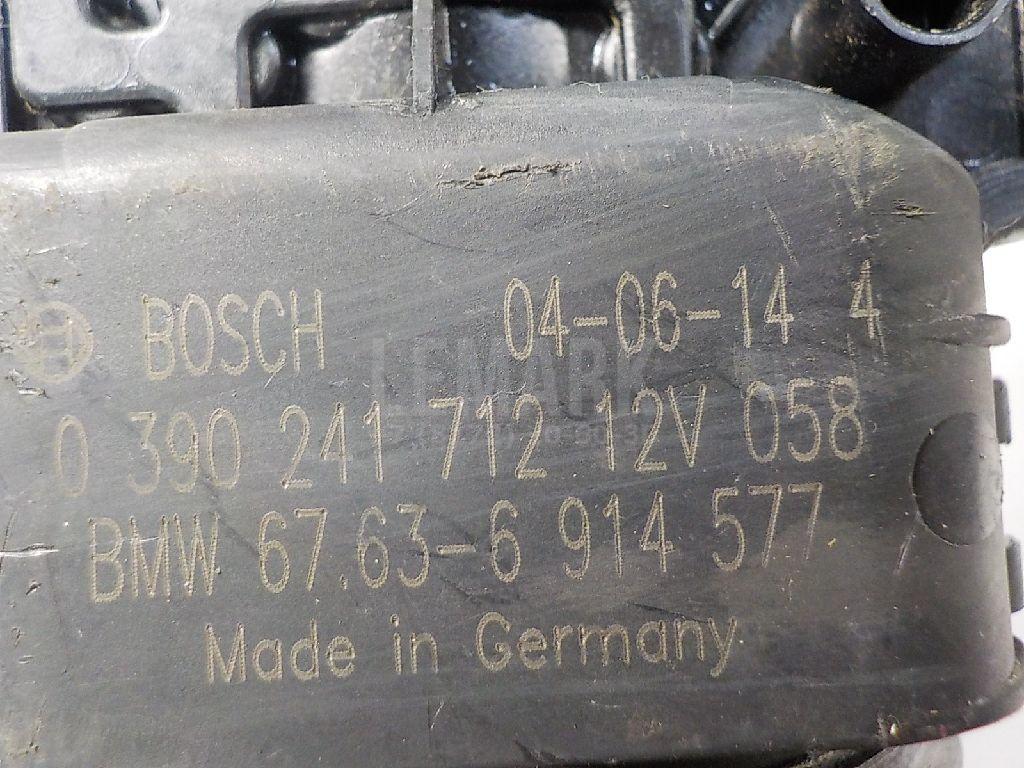 BOSCH 04-06-14 4
LEMARK
0 390 241 712 12V 058
BMW 67.63-6 914 577
Made in Germany